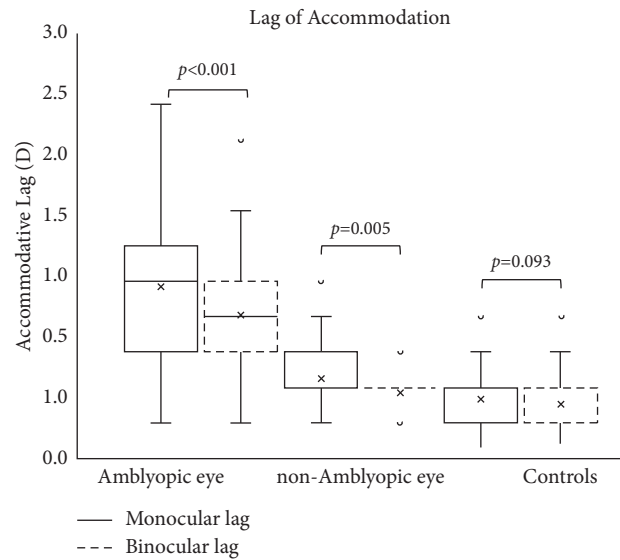 Lag of Accommodation
3.0
2.5
2.0
1.5
1.0
0.5
1.0
0.0
Accommodative Lag (D)
p<0.001
p=0.005
p=0.093
Amblyopic eye
non-Amblyopic eye
Controls
Monocular lag
Binocular lag